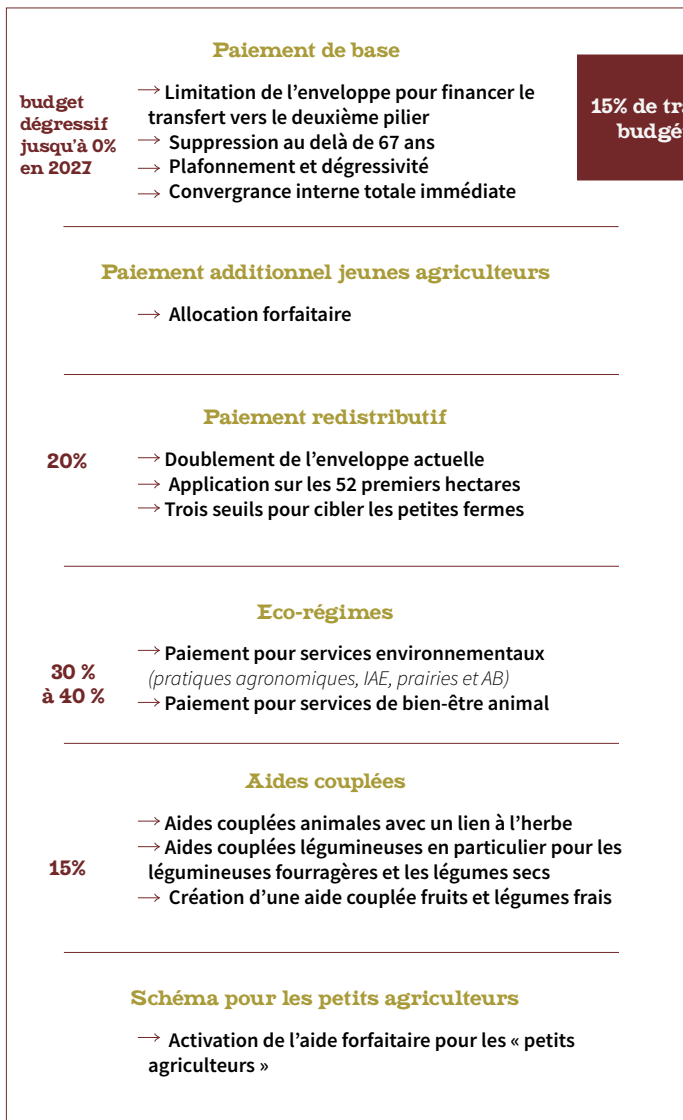 Paiement de base
budget
dégressif
jusqu'à 0%
en 2027
→ Limitation de l'enveloppe pour financer le
transfert vers le deuxième pilier
→ Suppression au delà de 67 ans
→ Plafonnement et dégressivité
→ Convergrance interne totale immédiate
15% de
Paiement additionnel jeunes agriculteurs
→ Allocation forfaitaire
Paiement redistributif
20%
→ Doublement de l'enveloppe actuelle
→ Application sur les 52 premiers hectares
→ Trois seuils pour cibler les petites fermes
Eco-régimes
30 %
à 40 %
→ Paiement pour services environnementaux
(pratiques agronomiques, IAE, prairies et AB)
→ Paiement pour services de bien-être animal
Aides couplées
15%
→ Aides couplées animales avec un lien à l'herbe
→ Aides couplées légumineuses en particulier pour les
légumineuses fourragères et les légumes secs
→ Création d'une aide couplée fruits et légumes frais
Schéma pour les petits agriculteurs
→ Activation de l'aide forfaitaire pour les « petits
agriculteurs »